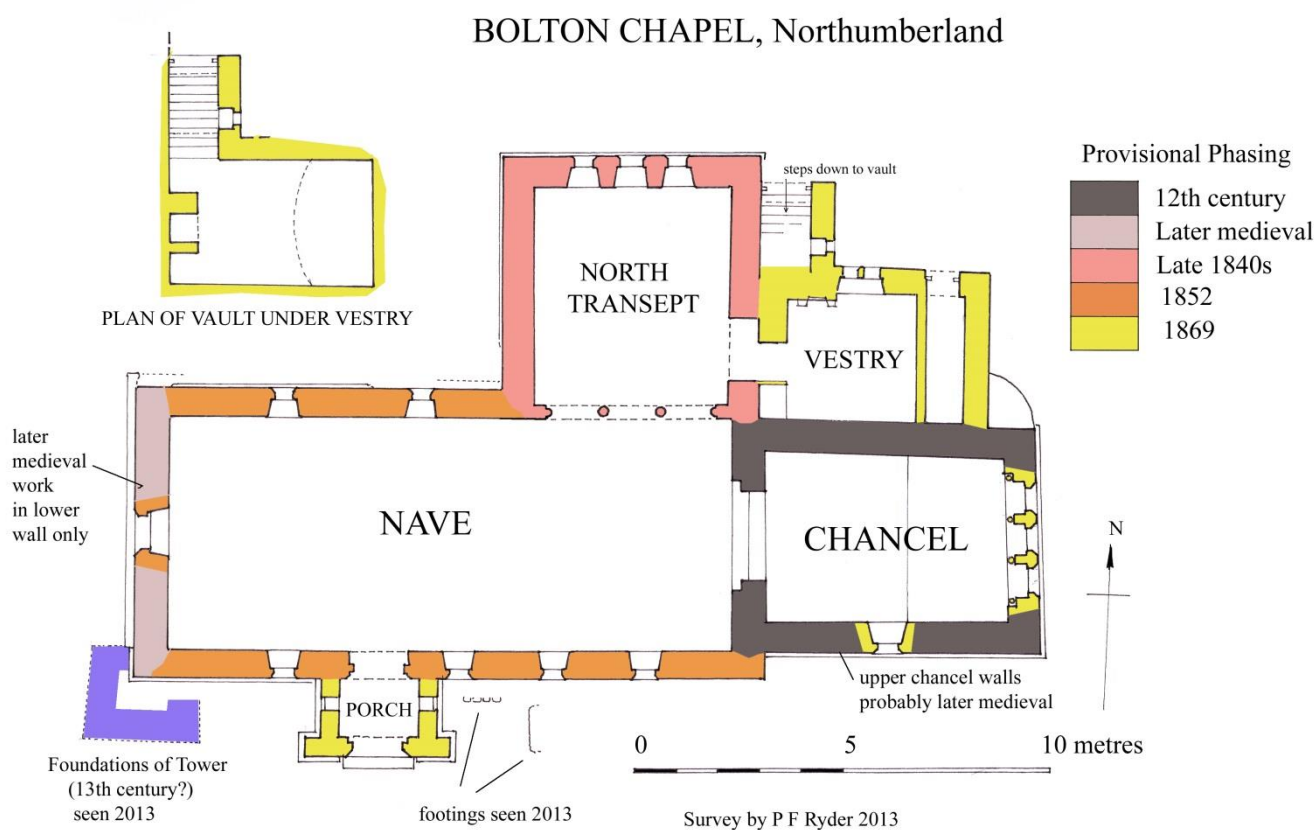 BOLTON CHAPEL, Northumberland
PLAN OF VAULT UNDER VESTRY
steps down to vault
Provisional Phasing
12th century
Later medieval
Late 1840s
1852
1869
NORTH
TRANSEPT
VESTRY
later
medieval
work
in lower
wall only
NAVE
CHANCEL
N
upper chancel walls
probably later medieval
PORCH
0 5 10 metres
Foundations of Tower
(13th century?)
seen 2013
footings seen 2013
Survey by P F Ryder 2013